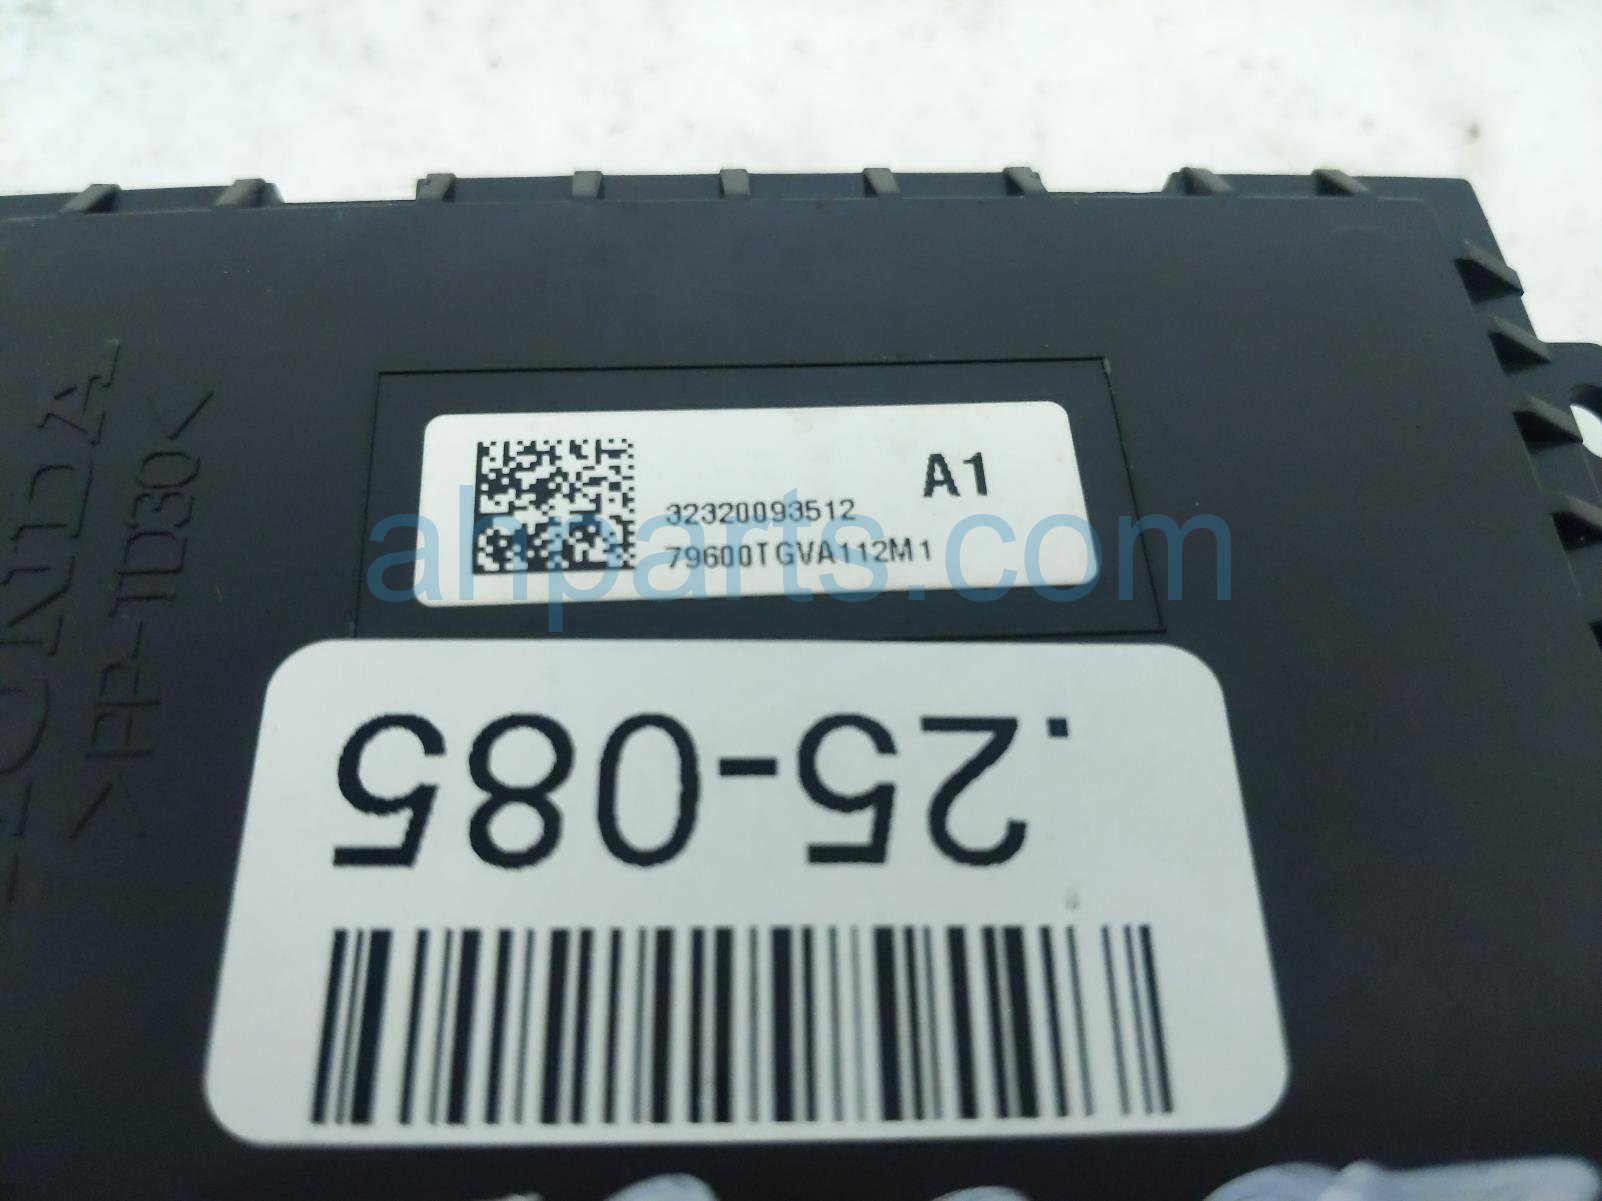 A1
32320093512
79600TGVA112M1
ahparts.com
.25-085
HONDA
>PP-TD30<